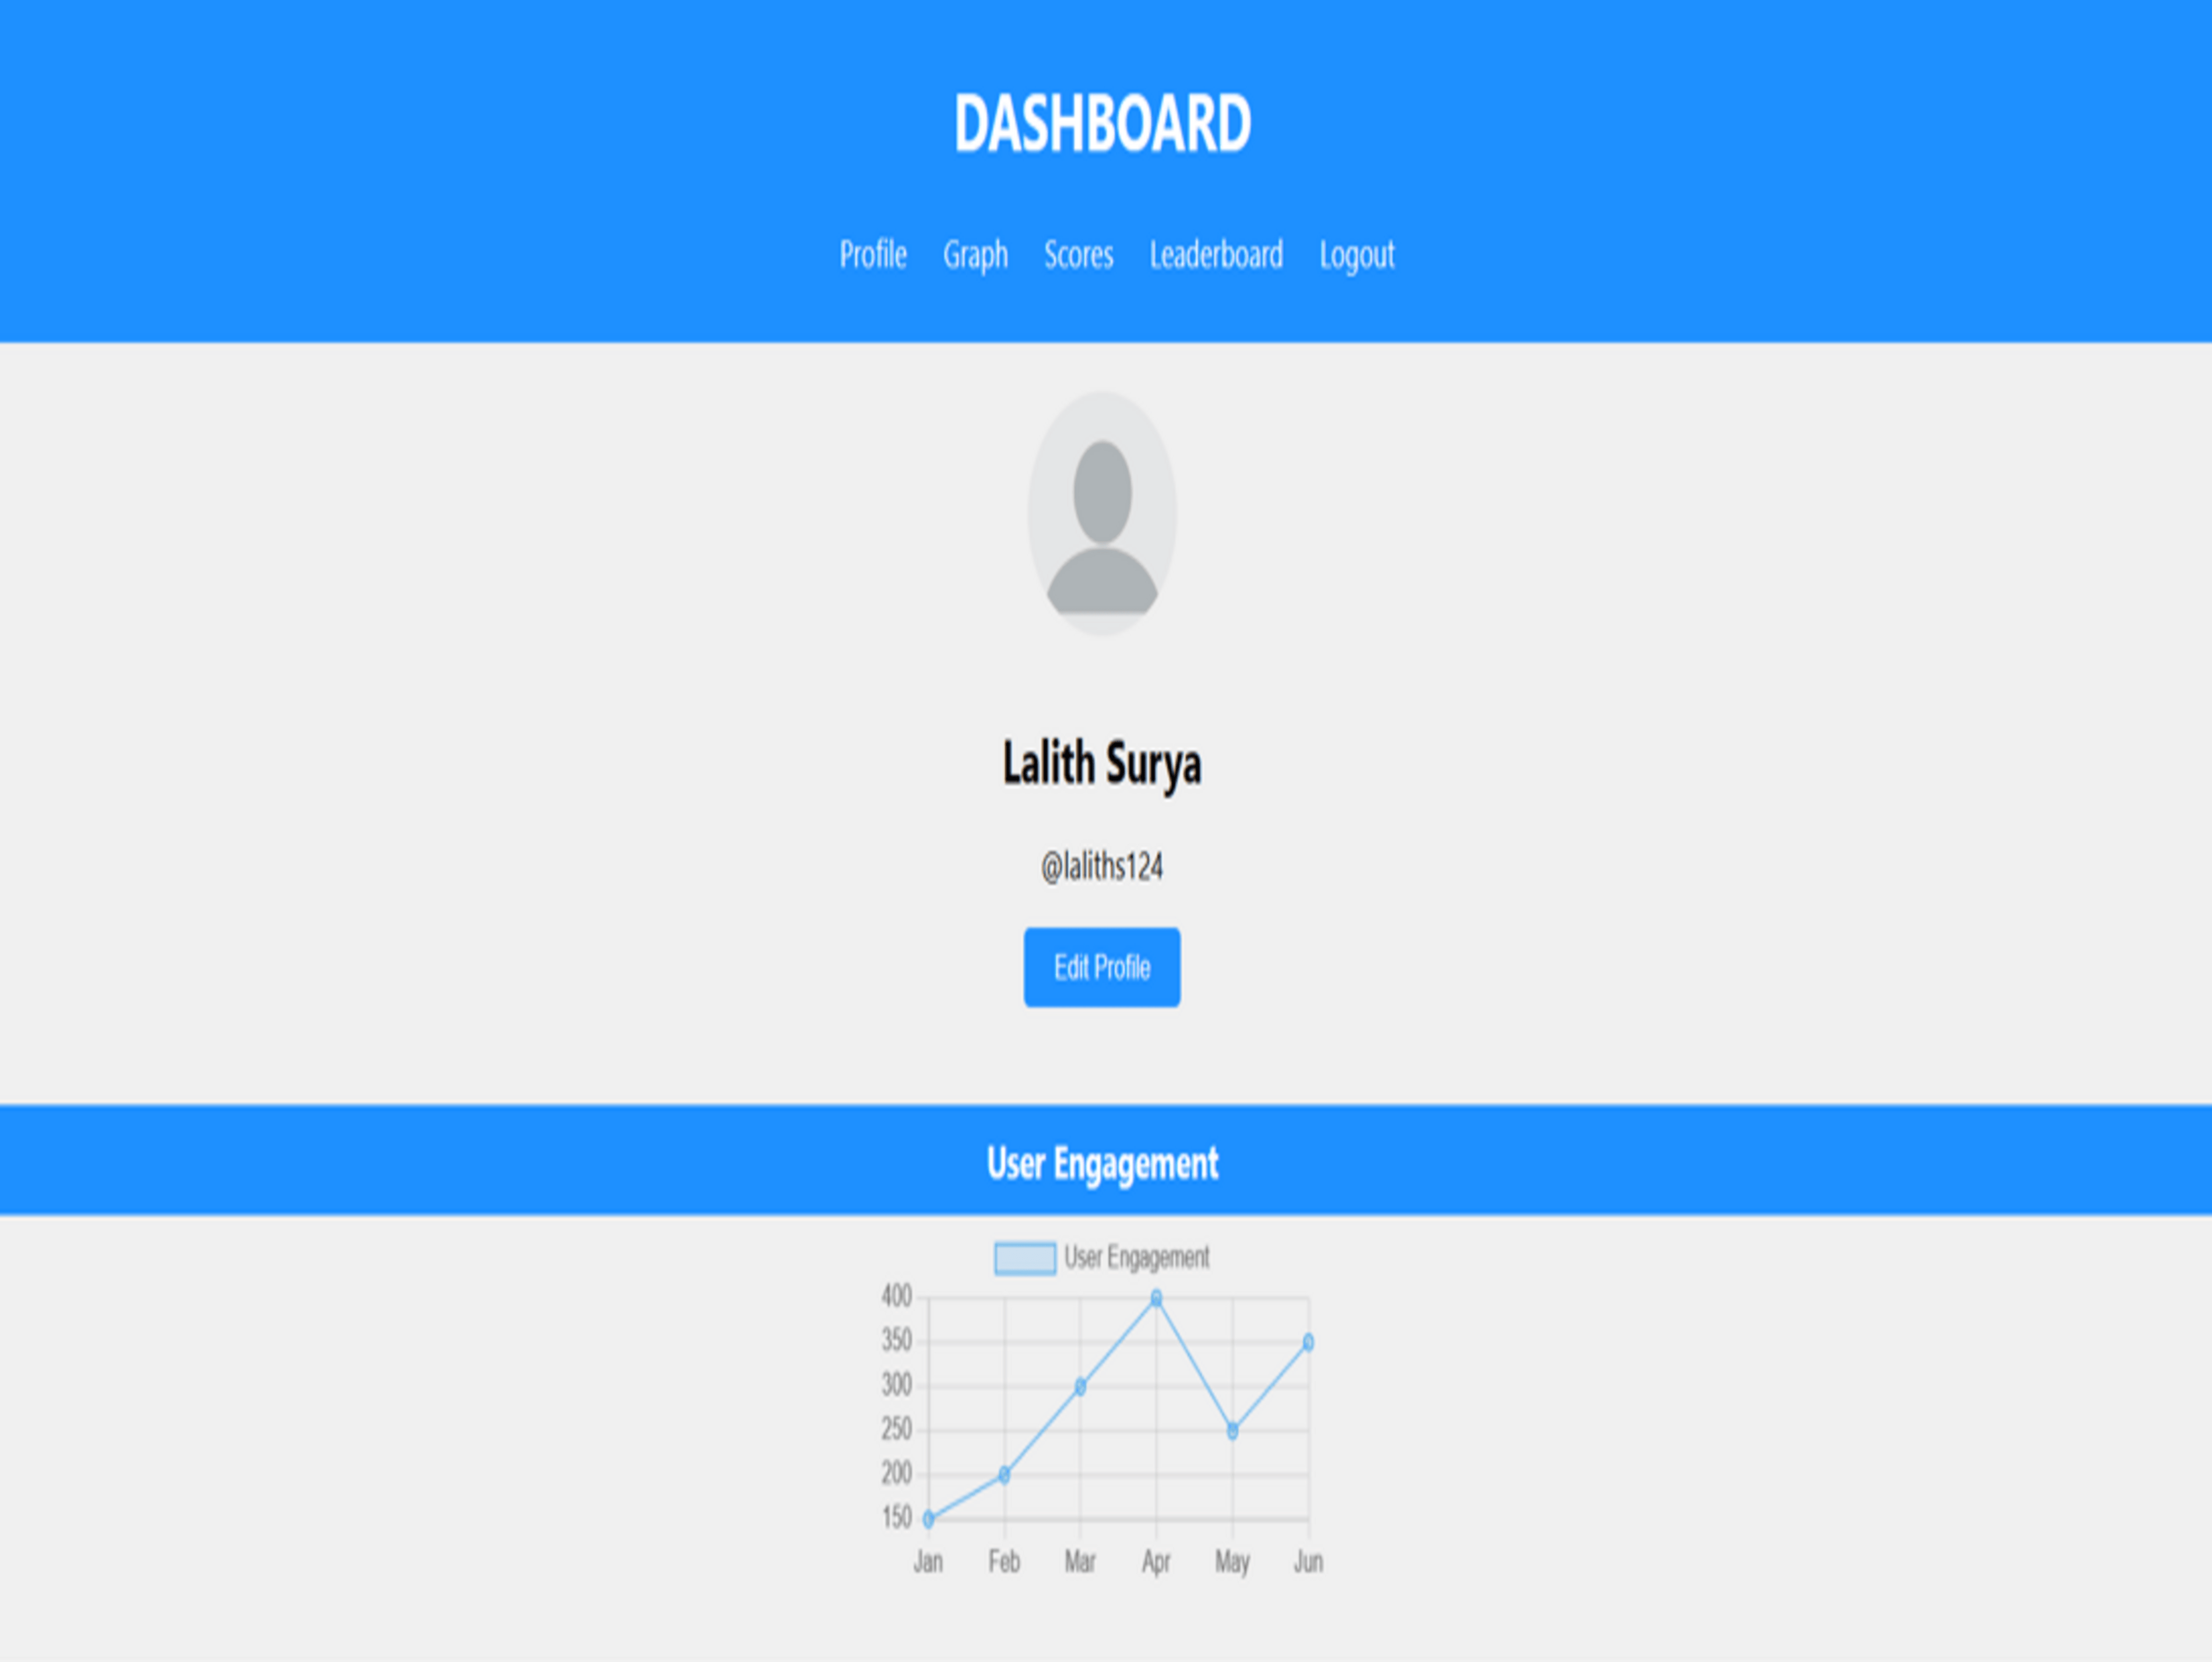 DASHBOARD
Profile Graph Scores Leaderboard Logout
Lalith Surya
@laliths124
Edit Profile
User Engagement
User Engagement
400
350
300
250
200
150
Jan Feb Mar Apr May Jun